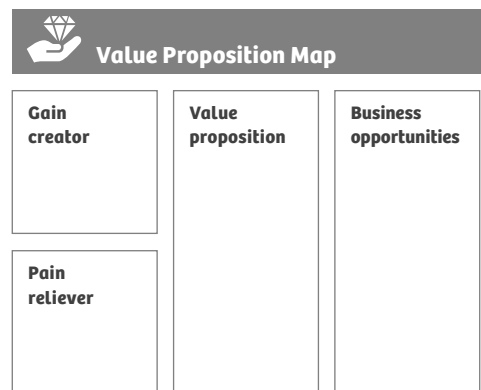 Value Proposition Map
Gain
creator
Value
proposition
Business
opportunities
Pain
reliever